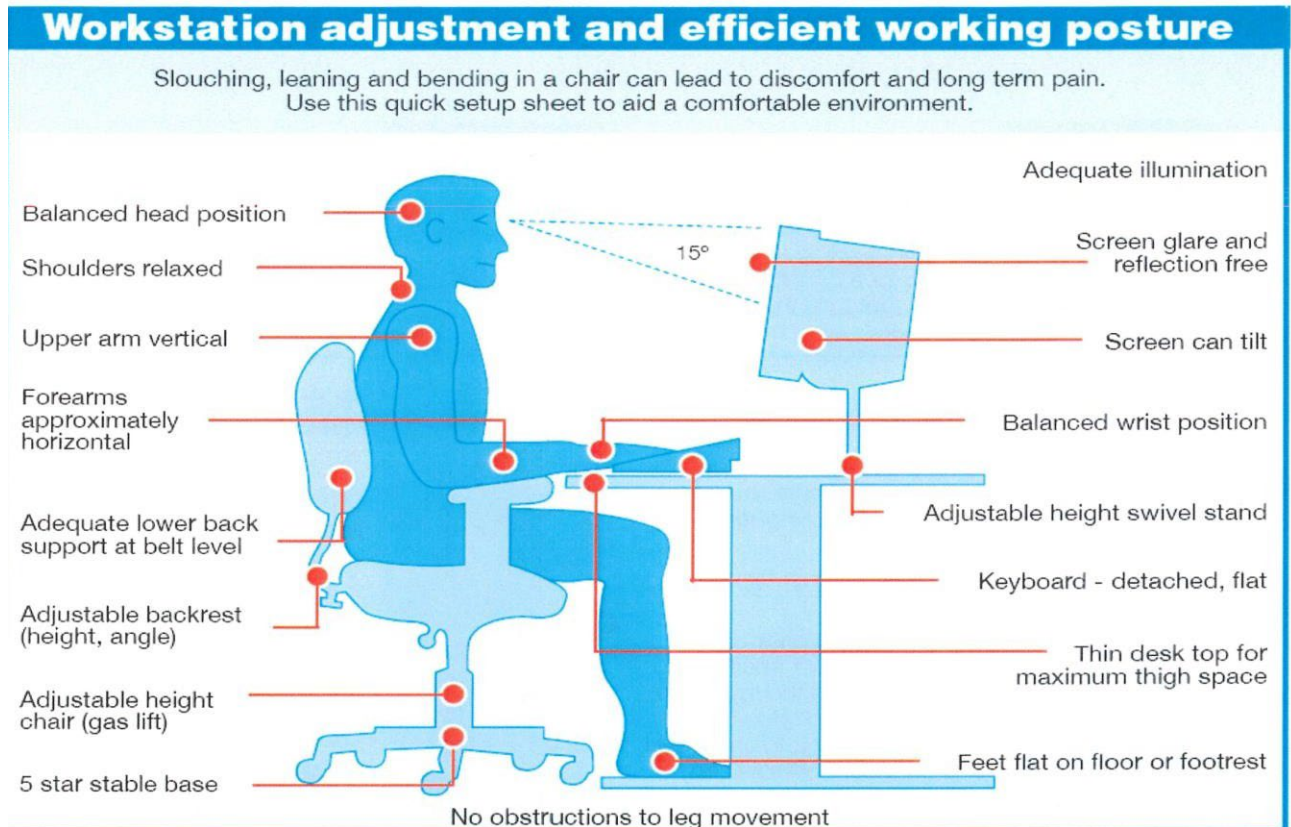 Workstation adjustment and efficient working posture
Slouching, leaning and bending in a chair can lead to discomfort and long term pain.
Use this quick setup sheet to aid a comfortable environment.
Balanced head position
Shoulders relaxed
Upper arm vertical
Forearms
approximately
horizontal
Adequate lower back
support at belt level
Adjustable backrest
(height, angle)
Adjustable height
chair (gas lift)
5 star stable base
15°
Adequate illumination
Screen glare and
reflection free
Screen can tilt
Balanced wrist position
Adjustable height swivel stand
Keyboard - detached, flat
Thin desk top for
maximum thigh space
Feet flat on floor or footrest
No obstructions to leg movement